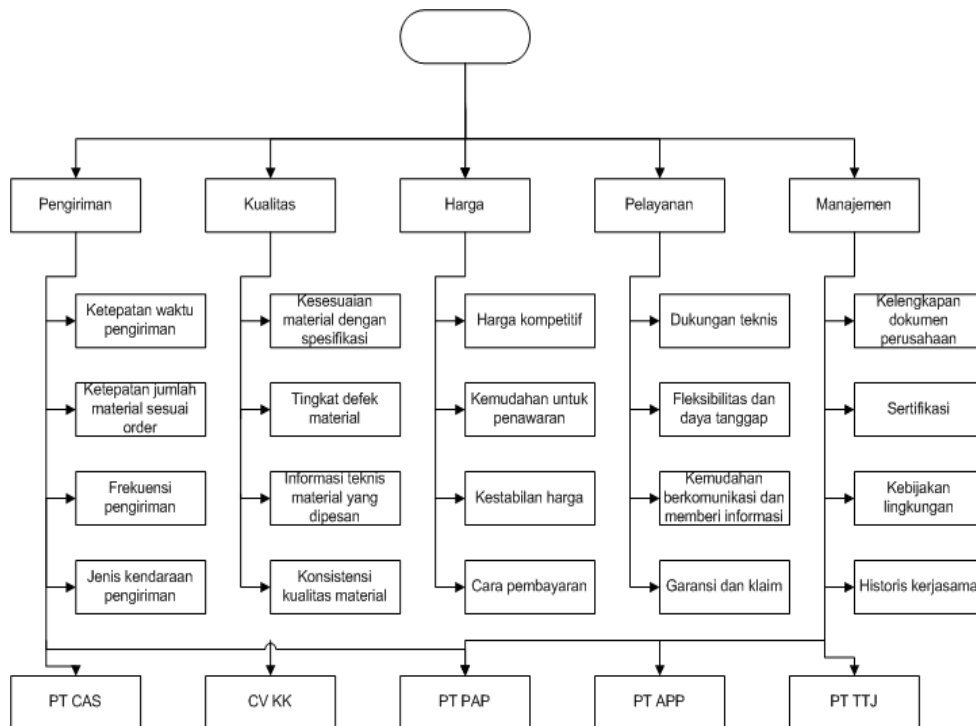 Pengiriman
Kualitas
Harga
Pelayanan
Manajemen
Ketepatan waktu
pengiriman
Kesesuaian
material dengan
spesifikasi
Harga kompetitif
Dukungan teknis
Kelengkapan
dokumen
perusahaan
Ketepatan jumlah
material sesuai
order
Tingkat defek
material
Kemudahan untuk
penawaran
Fleksibilitas dan
daya tanggap
Sertifikasi
Frekuensi
pengiriman
Informasi teknis
material yang
dipesan
Kestabilan harga
Kemudahan
berkomunikasi dan
memberi informasi
Kebijakan
lingkungan
Jenis kendaraan
pengiriman
Konsistensi
kualitas material
Cara pembayaran
Garansi dan klaim
Historis kerjasama
PT CAS
CV KK
PT PAP
PT APP
PT TTJ